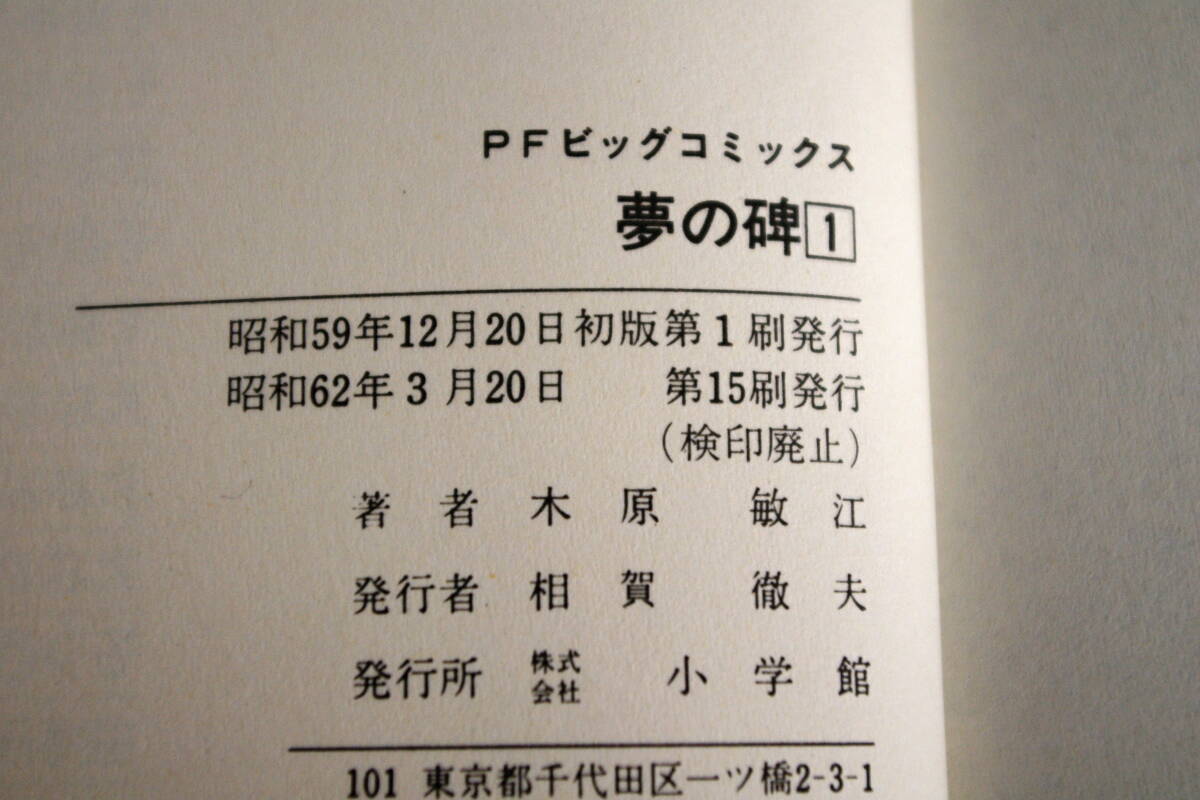 PFビッグコミックス
夢の碑1
昭和59年12月20日初版第1刷発行
昭和62年3月20日 第15刷発行
(検印廃止)
著者 木原 敏江
発行者 相賀 徹夫
発行所 株式会社 小学館
101 東京都千代田区一ツ橋2-3-1